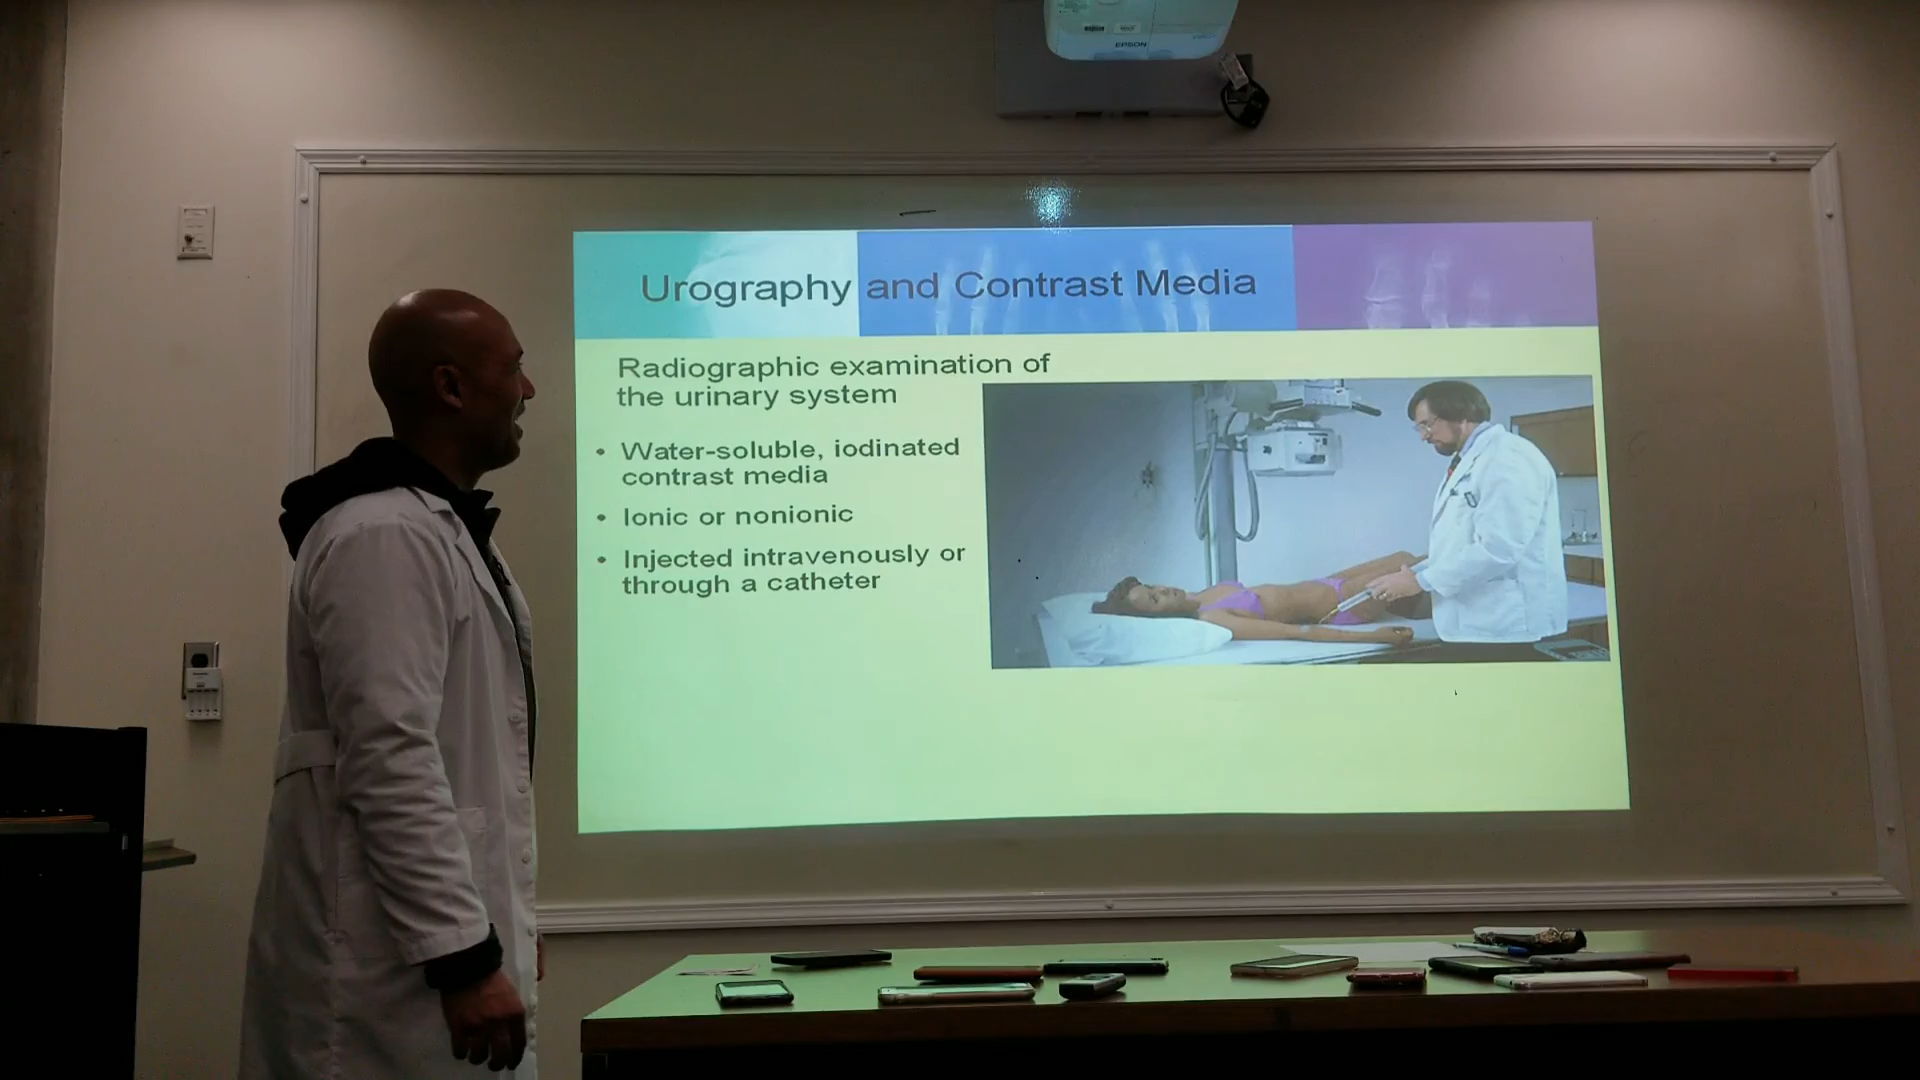 EPSON
Urography and Contrast Media
Radiographic examination of
the urinary system
• Water-soluble, iodinated
contrast media
• Ionic or nonionic
• Injected intravenously or
through a catheter